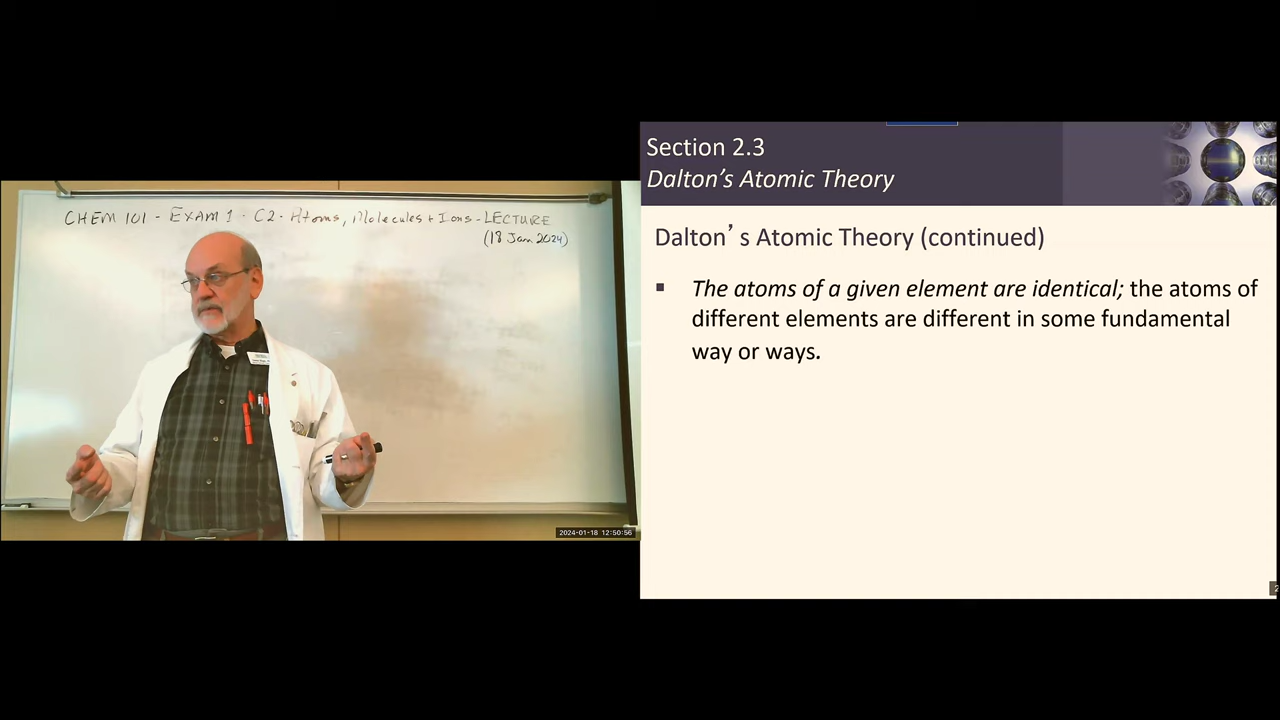 CHEM 101 - EXAM 1 - C2 - Atoms, Molecules + Ions - LECTURE
(18 Jan 2024)
2024-01-18 12:50:56
Section 2.3
Dalton's Atomic Theory
Dalton's Atomic Theory (continued)
▪ The atoms of a given element are identical; the atoms of
different elements are different in some fundamental
way or ways.